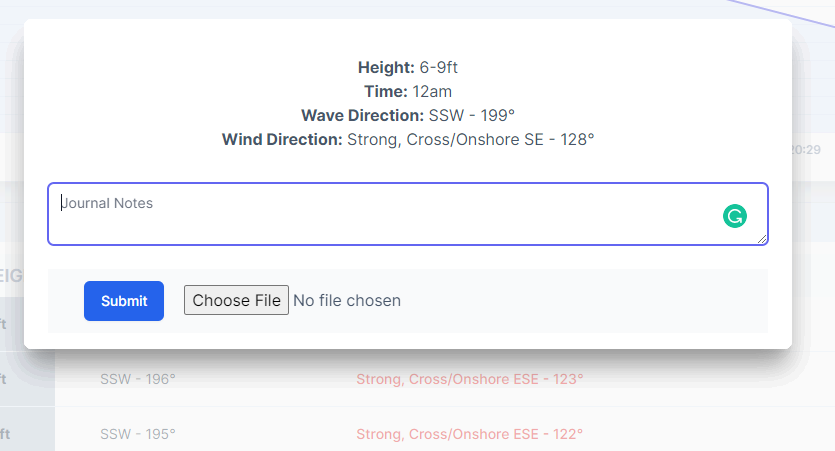 Height: 6-9ft
Time: 12am
Wave Direction: SSW - 199°
Wind Direction: Strong, Cross/Onshore SE - 128°
20:29
Journal Notes
EIG
Submit Choose File No file chosen
ft
ft SSW - 196° Strong, Cross/Onshore ESE - 123°
ft SSW - 195° Strong, Cross/Onshore ESE - 122°